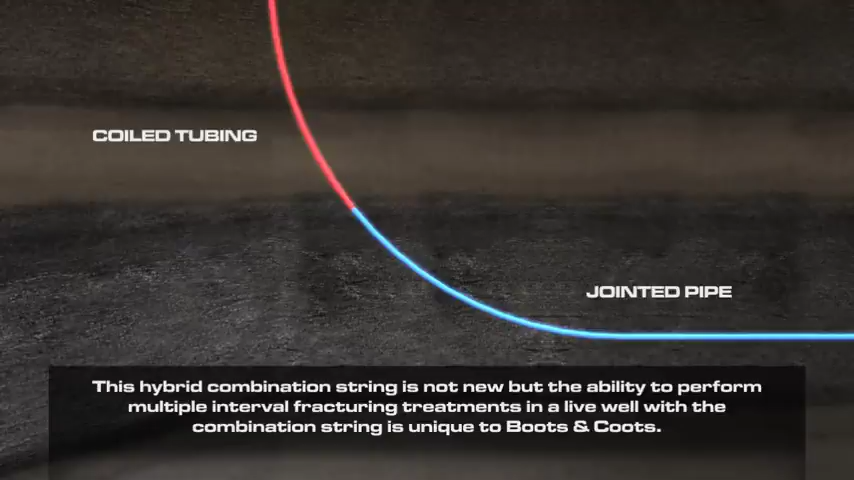 COILED TUBING
JOINTED PIPE
This hybrid combination string is not new but the ability to perform
multiple interval fracturing treatments in a live well with the
combination string is unique to Boots & Coots.